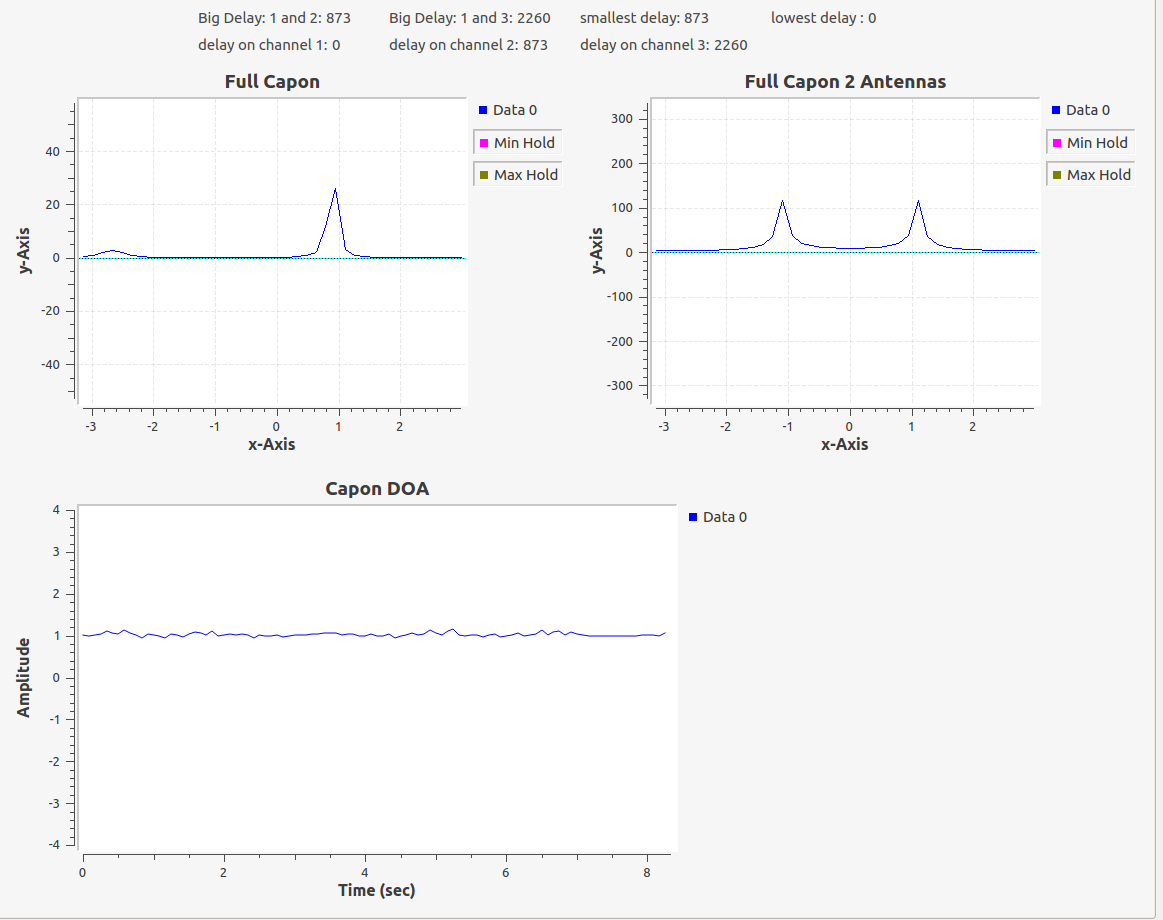 Big Delay: 1 and 2: 873 Big Delay: 1 and 3: 2260 smallest delay: 873 lowest delay : 0
delay on channel 1: 0 delay on channel 2: 873 delay on channel 3: 2260
Full Capon
Data 0
Min Hold
Max Hold
y-Axis
40
20
0
-20
-40
-3 -2 -1 0 1 2
x-Axis
Full Capon 2 Antennas
Data 0
Min Hold
Max Hold
y-Axis
300
200
100
0
-100
-200
-300
-3 -2 -1 0 1 2
x-Axis
Capon DOA
Data 0
Amplitude
4
3
2
1
0
-1
-2
-3
-4
0 2 4 6 8
Time (sec)